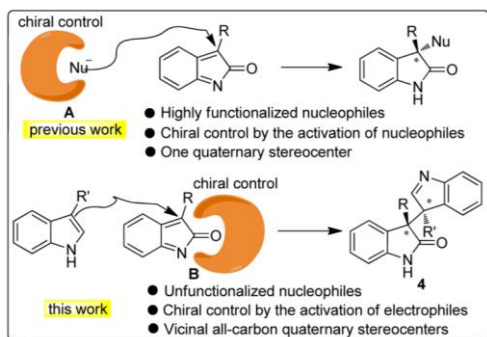 chiral control
R
Nu⁻
N
O
R
Nu
*
O
N
H
A
previous work
● Highly functionalized nucleophiles
● Chiral control by the activation of nucleophiles
● One quaternary stereocenter
chiral control
R'
N
H
R
O
N
B
N
R
*
*
R'
O
N
H
4
this work
● Unfunctionalized nucleophiles
● Chiral control by the activation of electrophiles
● Vicinal all-carbon quaternary stereocenters